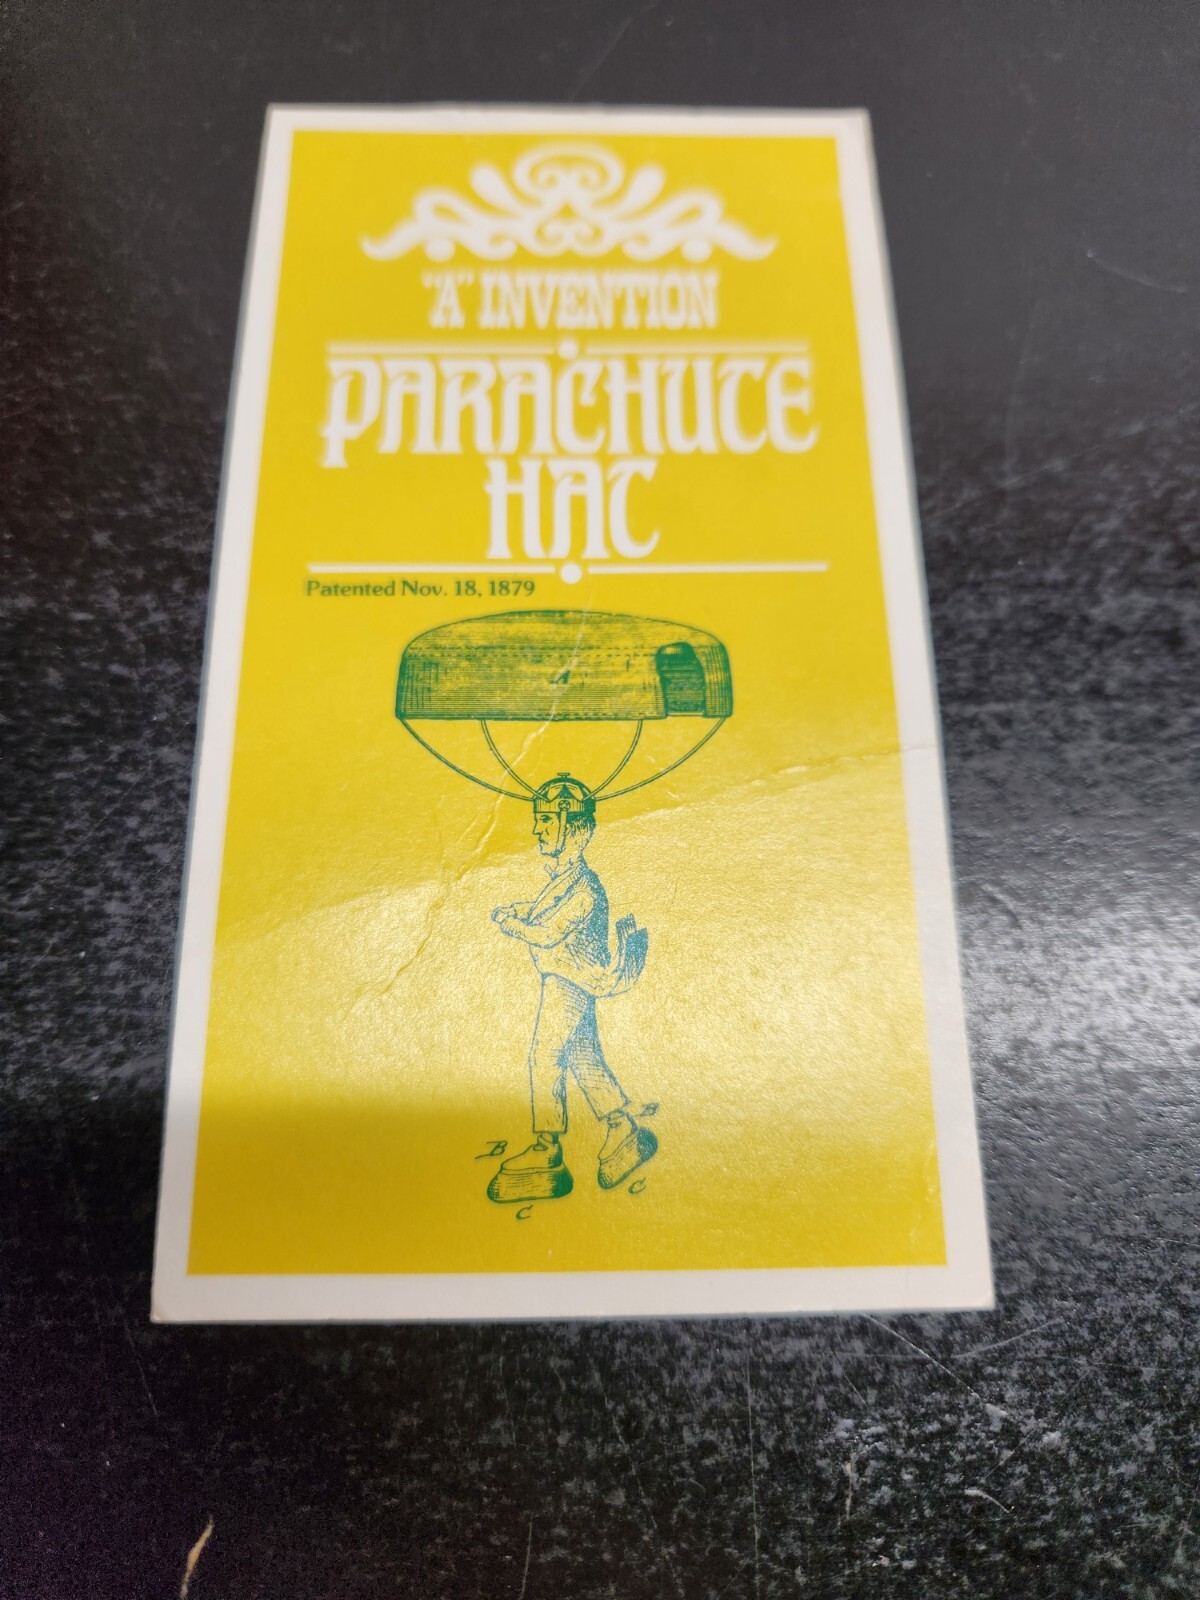 "A" INVENTION
PARACHUTE
HAT
Patented Nov. 18, 1879
A
B
B
C
C